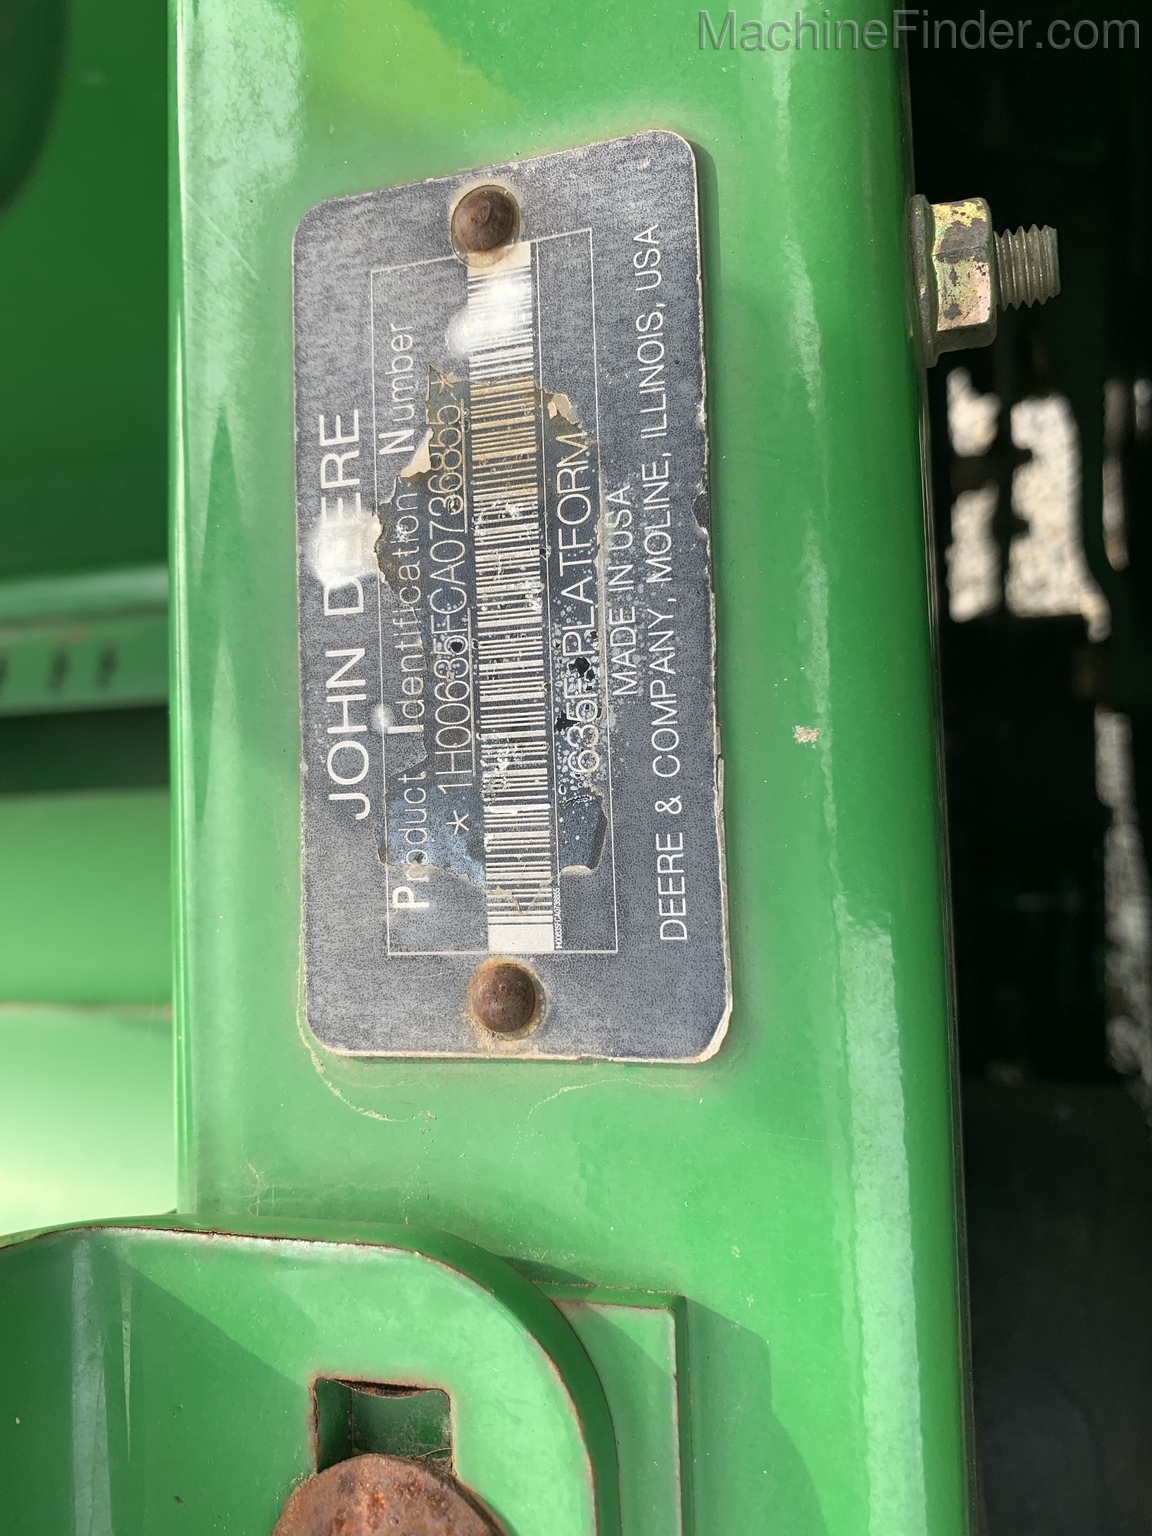 MachineFinder.com
JOHN DEERE
Product Identification Number
* 1H00635FCA0736855 *
635F PLATFORM
MADE IN USA
DEERE & COMPANY, MOLINE, ILLINOIS, USA